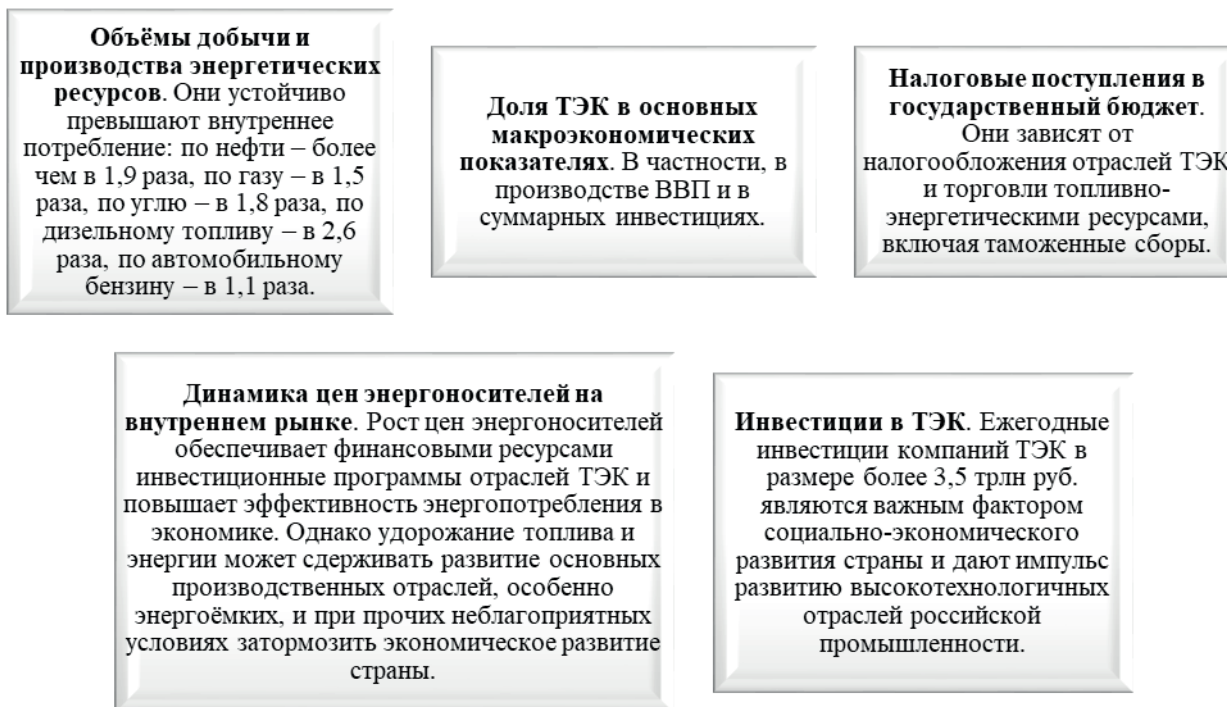 Объёмы добычи и
производства энергетических
ресурсов. Они устойчиво
превышают внутреннее
потребление: по нефти – более
чем в 1,9 раза, по газу – в 1,5
раза, по углю – в 1,8 раза, по
дизельному топливу – в 2,6
раза, по автомобильному
бензину – в 1,1 раза.
Доля ТЭК в основных
макроэкономических
показателях. В частности, в
производстве ВВП и в
суммарных инвестициях.
Налоговые поступления в
государственный бюджет.
Они зависят от
налогообложения отраслей ТЭК
и торговли топливно-
энергетическими ресурсами,
включая таможенные сборы.
Динамика цен энергоносителей на
внутреннем рынке. Рост цен энергоносителей
обеспечивает финансовыми ресурсами
инвестиционные программы отраслей ТЭК и
повышает эффективность энергопотребления в
экономике. Однако удорожание топлива и
энергии может сдерживать развитие основных
производственных отраслей, особенно
энергоёмких, и при прочих неблагоприятных
условиях затормозить экономическое развитие
страны.
Инвестиции в ТЭК. Ежегодные
инвестиции компаний ТЭК в
размере более 3,5 трлн руб.
являются важным фактором
социально-экономического
развития страны и дают импульс
развитию высокотехнологичных
отраслей российской
промышленности.